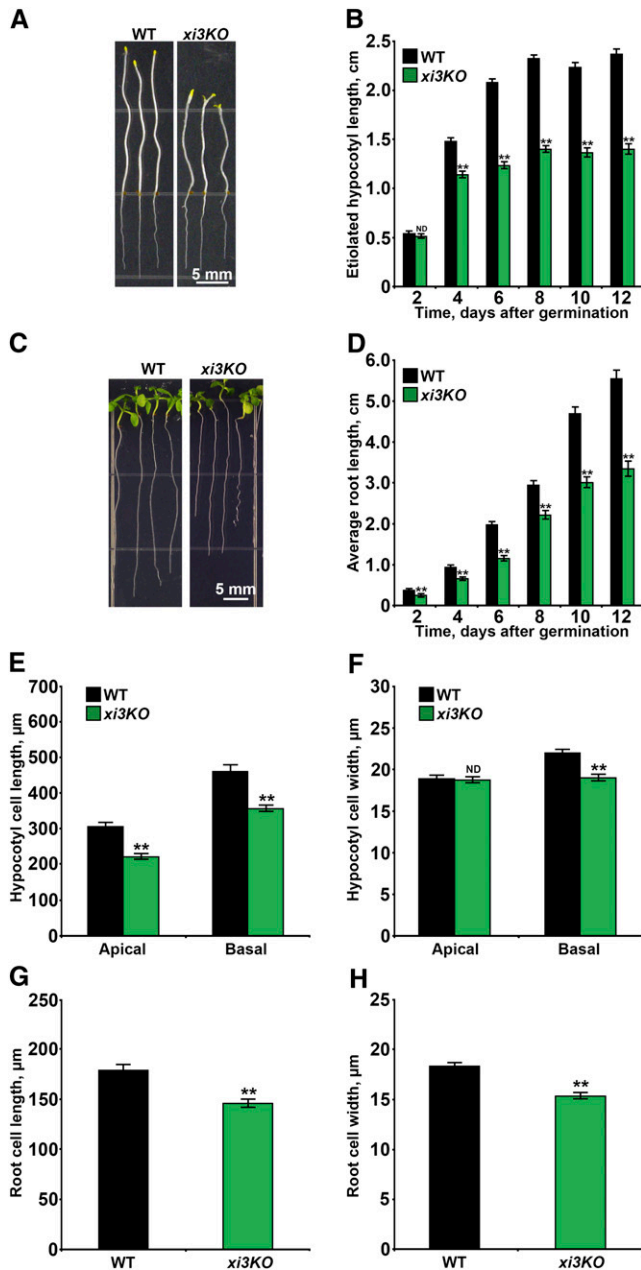 A
WT xi3KO
5 mm
B
WT
xi3KO
Etiolated hypocotyl length, cm
2.5
2.0
1.5
1.0
0.5
0
ND
**
**
**
**
**
2 4 6 8 10 12
Time, days after germination
C
WT xi3KO
5 mm
D
WT
xi3KO
Average root length, cm
6.0
5.0
4.0
3.0
2.0
1.0
0
**
**
**
**
**
**
2 4 6 8 10 12
Time, days after germination
E
WT
xi3KO
Hypocotyl cell length, µm
700
600
500
400
300
200
100
0
**
**
Apical Basal
F
WT
xi3KO
Hypocotyl cell width, µm
30
25
20
15
10
5
0
ND
**
Apical Basal
G
Root cell length, µm
250
200
150
100
50
0
**
WT xi3KO
H
Root cell width, µm
25
20
15
10
5
0
**
WT xi3KO